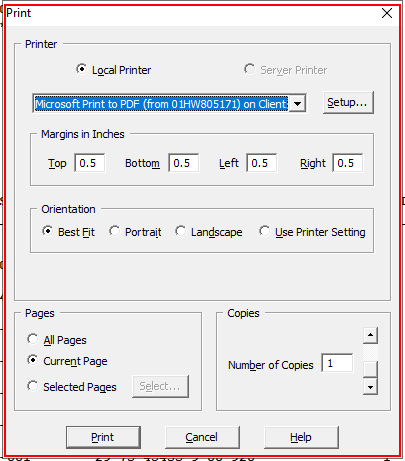 Print
Printer
Local Printer
Server Printer
Microsoft Print to PDF (from 01HW805171) on Client
Setup...
Margins in Inches
Top 0.5 Bottom 0.5 Left 0.5 Right 0.5
Orientation
Best Fit Portrait Landscape Use Printer Setting
Pages
All Pages
Current Page
Selected Pages Select...
Copies
Number of Copies 1
Print Cancel Help